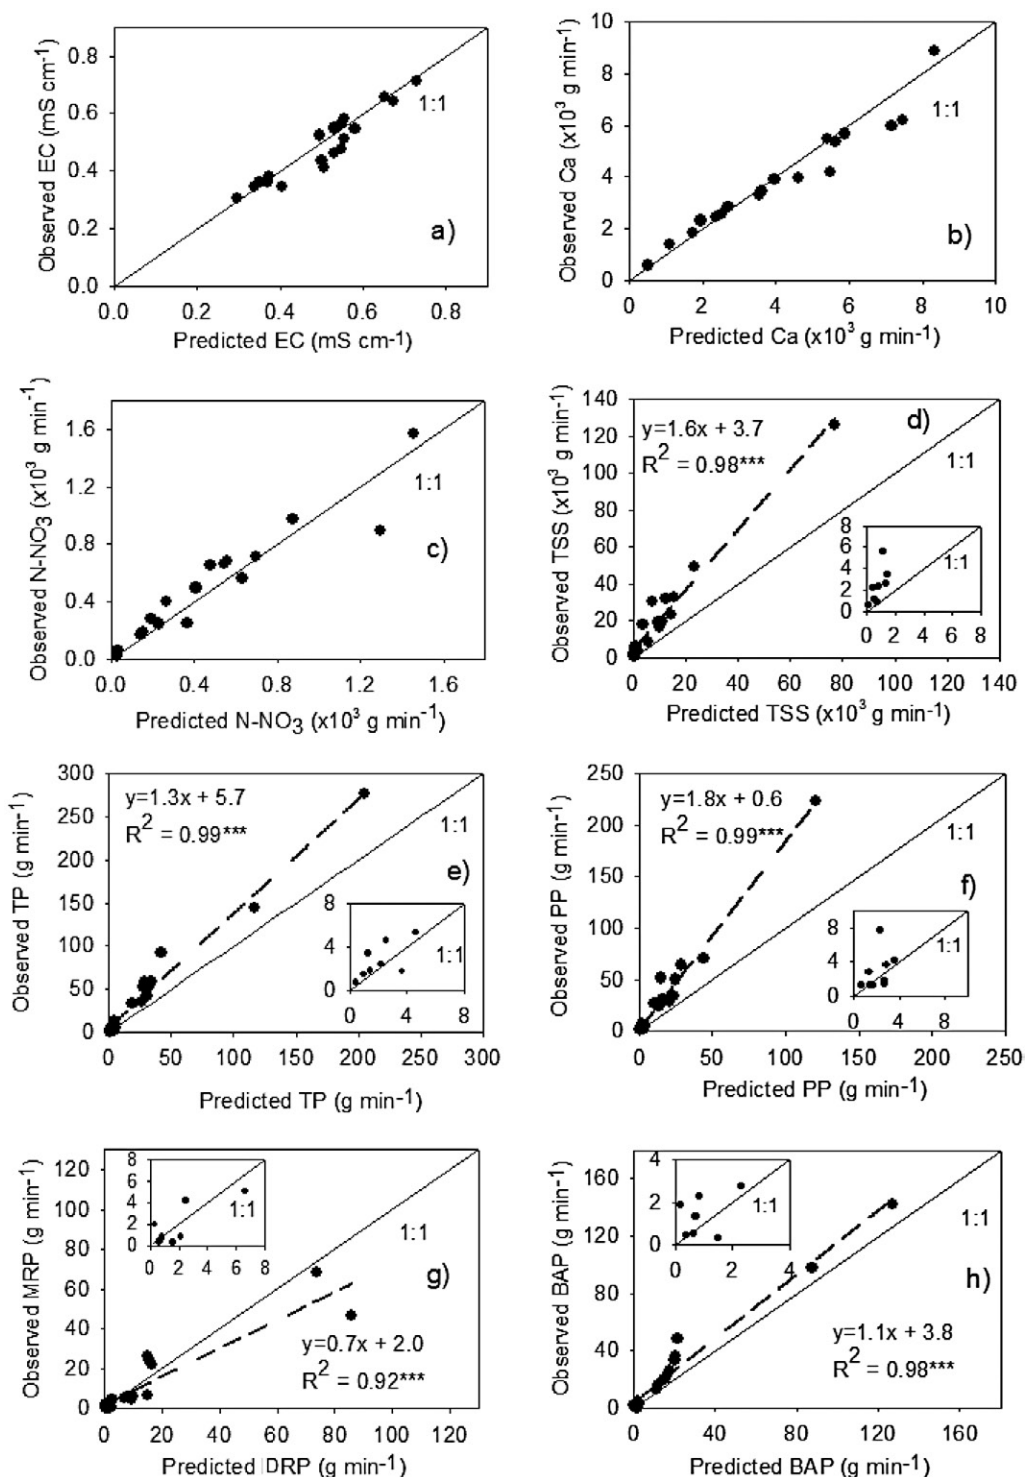 Observed EC (mS cm⁻¹)
0.8
0.6
0.4
0.2
0.0
1:1
a)
0.0 0.2 0.4 0.6 0.8
Predicted EC (mS cm⁻¹)
Observed Ca (x10³ g min⁻¹)
10
8
6
4
2
0
1:1
b)
0 2 4 6 8 10
Predicted Ca (x10³ g min⁻¹)
Observed N-NO₃ (x10³ g min⁻¹)
1.6
1.2
0.8
0.4
0.0
1:1
c)
0.0 0.4 0.8 1.2 1.6
Predicted N-NO₃ (x10³ g min⁻¹)
Observed TSS (x10³ g min⁻¹)
140
120
100
80
60
40
20
0
y=1.6x + 3.7
R² = 0.98***
d)
1:1
8
6
4
2
0
1:1
0 2 4 6 8
0 20 40 60 80 100 120 140
Predicted TSS (x10³ g min⁻¹)
Observed TP (g min⁻¹)
300
250
200
150
100
50
0
y=1.3x + 5.7
R² = 0.99***
1:1
e)
8
4
0
1:1
0 4 8
0 50 100 150 200 250 300
Predicted TP (g min⁻¹)
Observed PP (g min⁻¹)
250
200
150
100
50
0
y=1.8x + 0.6
R² = 0.99***
1:1
f)
8
4
0
1:1
0 4 8
0 50 100 150 200 250
Predicted PP (g min⁻¹)
Observed MRP (g min⁻¹)
120
100
80
60
40
20
0
8
6
4
2
0
1:1
0 2 4 6 8
1:1
g)
y=0.7x + 2.0
R² = 0.92***
0 20 40 60 80 100 120
Predicted DRP (g min⁻¹)
Observed BAP (g min⁻¹)
160
120
80
40
0
4
2
0
1:1
0 2 4
1:1
h)
y=1.1x + 3.8
R² = 0.98***
0 40 80 120 160
Predicted BAP (g min⁻¹)